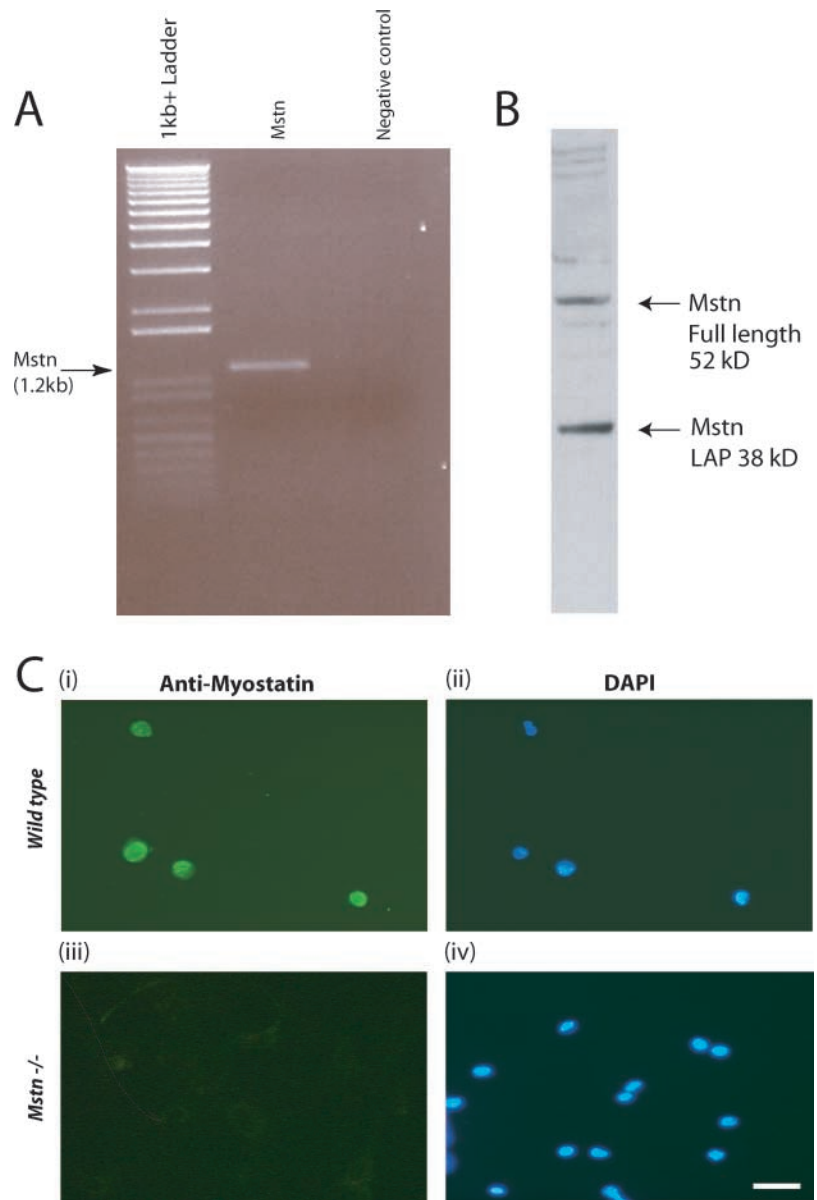 A
1kb+ Ladder
Mstn
Negative control
Mstn
(1.2kb)
B
Mstn
Full length
52 kD
Mstn
LAP 38 kD
C
(i)
Anti-Myostatin
(ii)
DAPI
Wild type
(iii)
(iv)
Mstn -/-